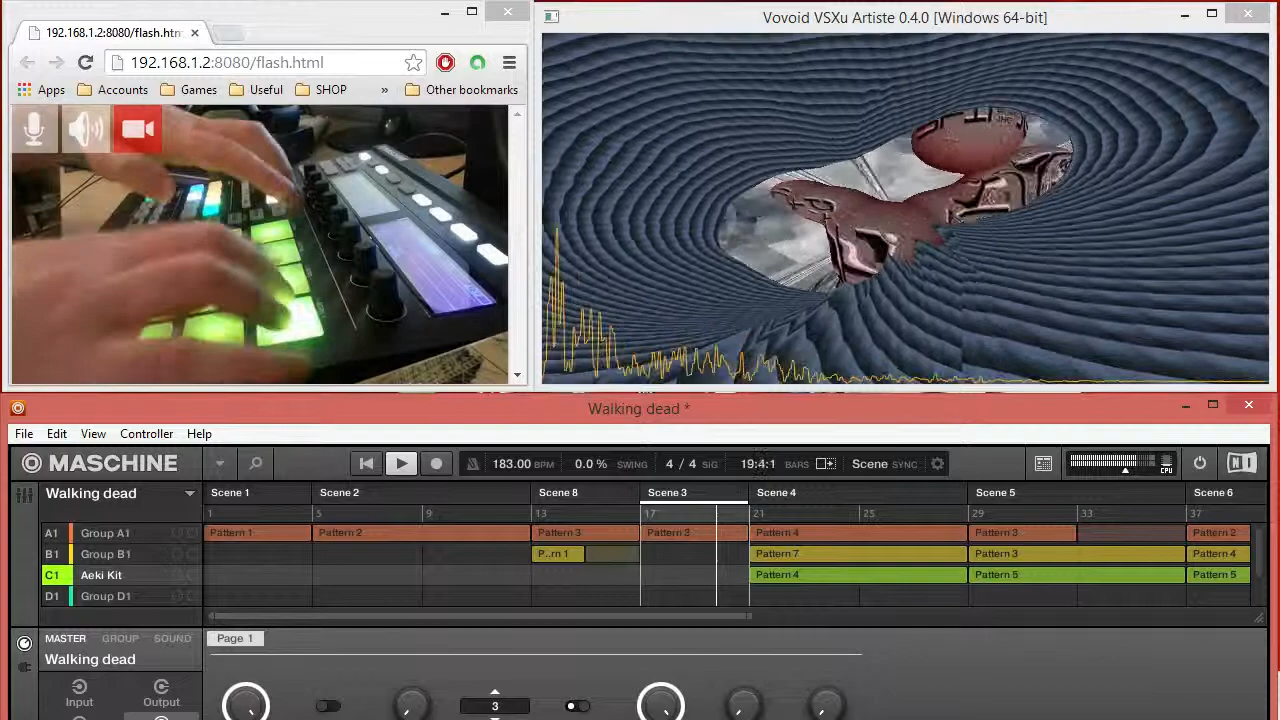 192.168.1.2:8080/flash.htm
192.168.1.2:8080/flash.html
Apps Accounts Games Useful SHOP » Other bookmarks
Vovoid VSXu Artiste 0.4.0 [Windows 64-bit]
Walking dead *
File Edit View Controller Help
MASCHINE 183.00 BPM 0.0 % SWING 4 / 4 SIG 19:4:1 BARS Scene SYNC CPU
Walking dead Scene 1 Scene 2 Scene 8 Scene 3 Scene 4 Scene 5 Scene 6
1 5 9 13 17 21 25 29 33 37
A1 Group A1 Pattern 1 Pattern 2 Pattern 3 Pattern 3 Pattern 4 Pattern 3 Pattern 2
B1 Group B1 P..rn 1 Pattern 7 Pattern 3 Pattern 4
C1 Aeki Kit Pattern 4 Pattern 5 Pattern 5
D1 Group D1
MASTER GROUP SOUND Page 1
Walking dead
Input Output 3